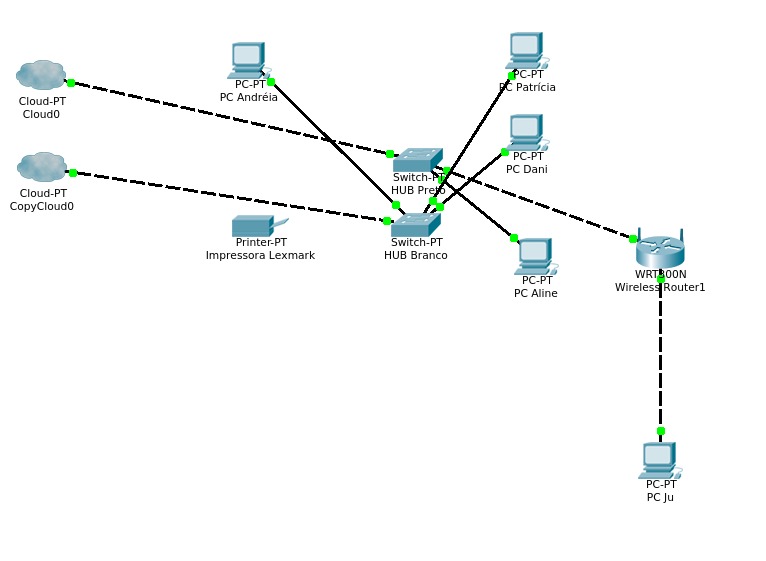 Cloud-PT
Cloud0
PC-PT
PC Andréia
PC-PT
PC Patrícia
PC-PT
PC Dani
Cloud-PT
CopyCloud0
Switch-PT
HUB Preto
Printer-PT
Impressora Lexmark
Switch-PT
HUB Branco
PC-PT
PC Aline
WRT300N
Wireless Router1
PC-PT
PC Ju